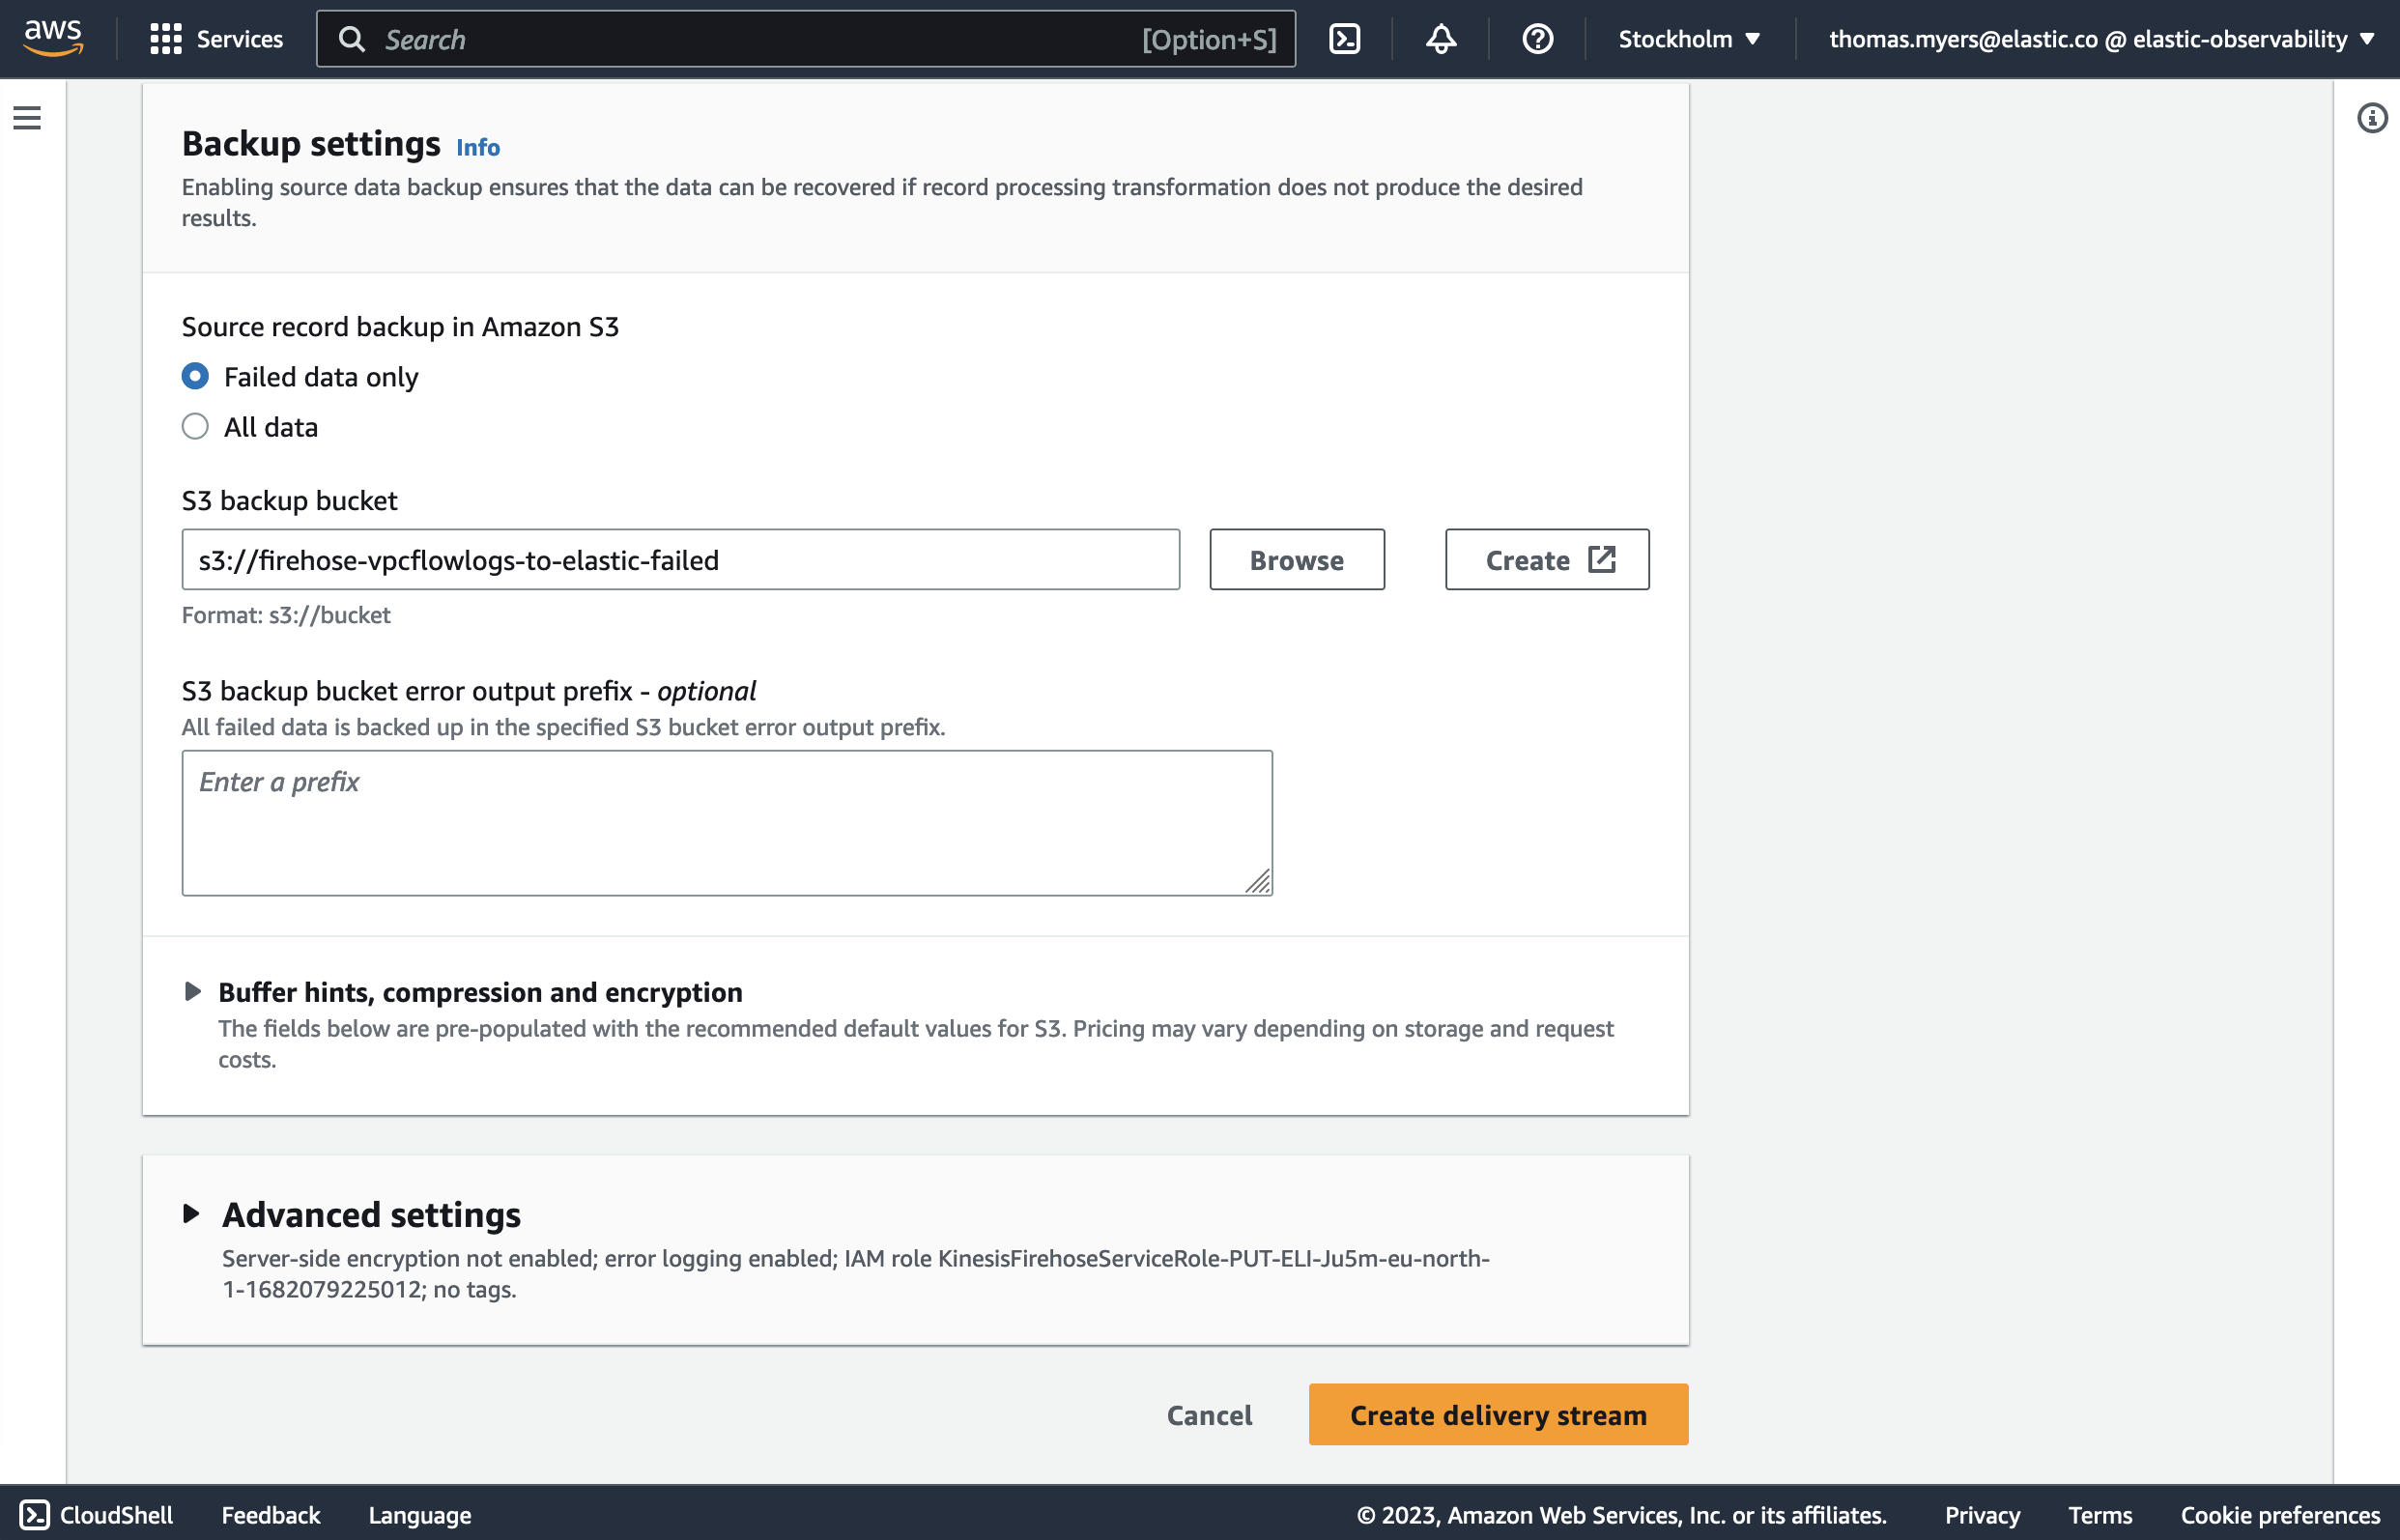 aws Services Search [Option+S] Stockholm thomas.myers@elastic.co @ elastic-observability
Backup settings Info
Enabling source data backup ensures that the data can be recovered if record processing transformation does not produce the desired
results.
Source record backup in Amazon S3
Failed data only
All data
S3 backup bucket
s3://firehose-vpcflowlogs-to-elastic-failed Browse Create
Format: s3://bucket
S3 backup bucket error output prefix - optional
All failed data is backed up in the specified S3 bucket error output prefix.
Enter a prefix
Buffer hints, compression and encryption
The fields below are pre-populated with the recommended default values for S3. Pricing may vary depending on storage and request
costs.
Advanced settings
Server-side encryption not enabled; error logging enabled; IAM role KinesisFirehoseServiceRole-PUT-ELI-Ju5m-eu-north-
1-1682079225012; no tags.
Cancel Create delivery stream
CloudShell Feedback Language © 2023, Amazon Web Services, Inc. or its affiliates. Privacy Terms Cookie preferences